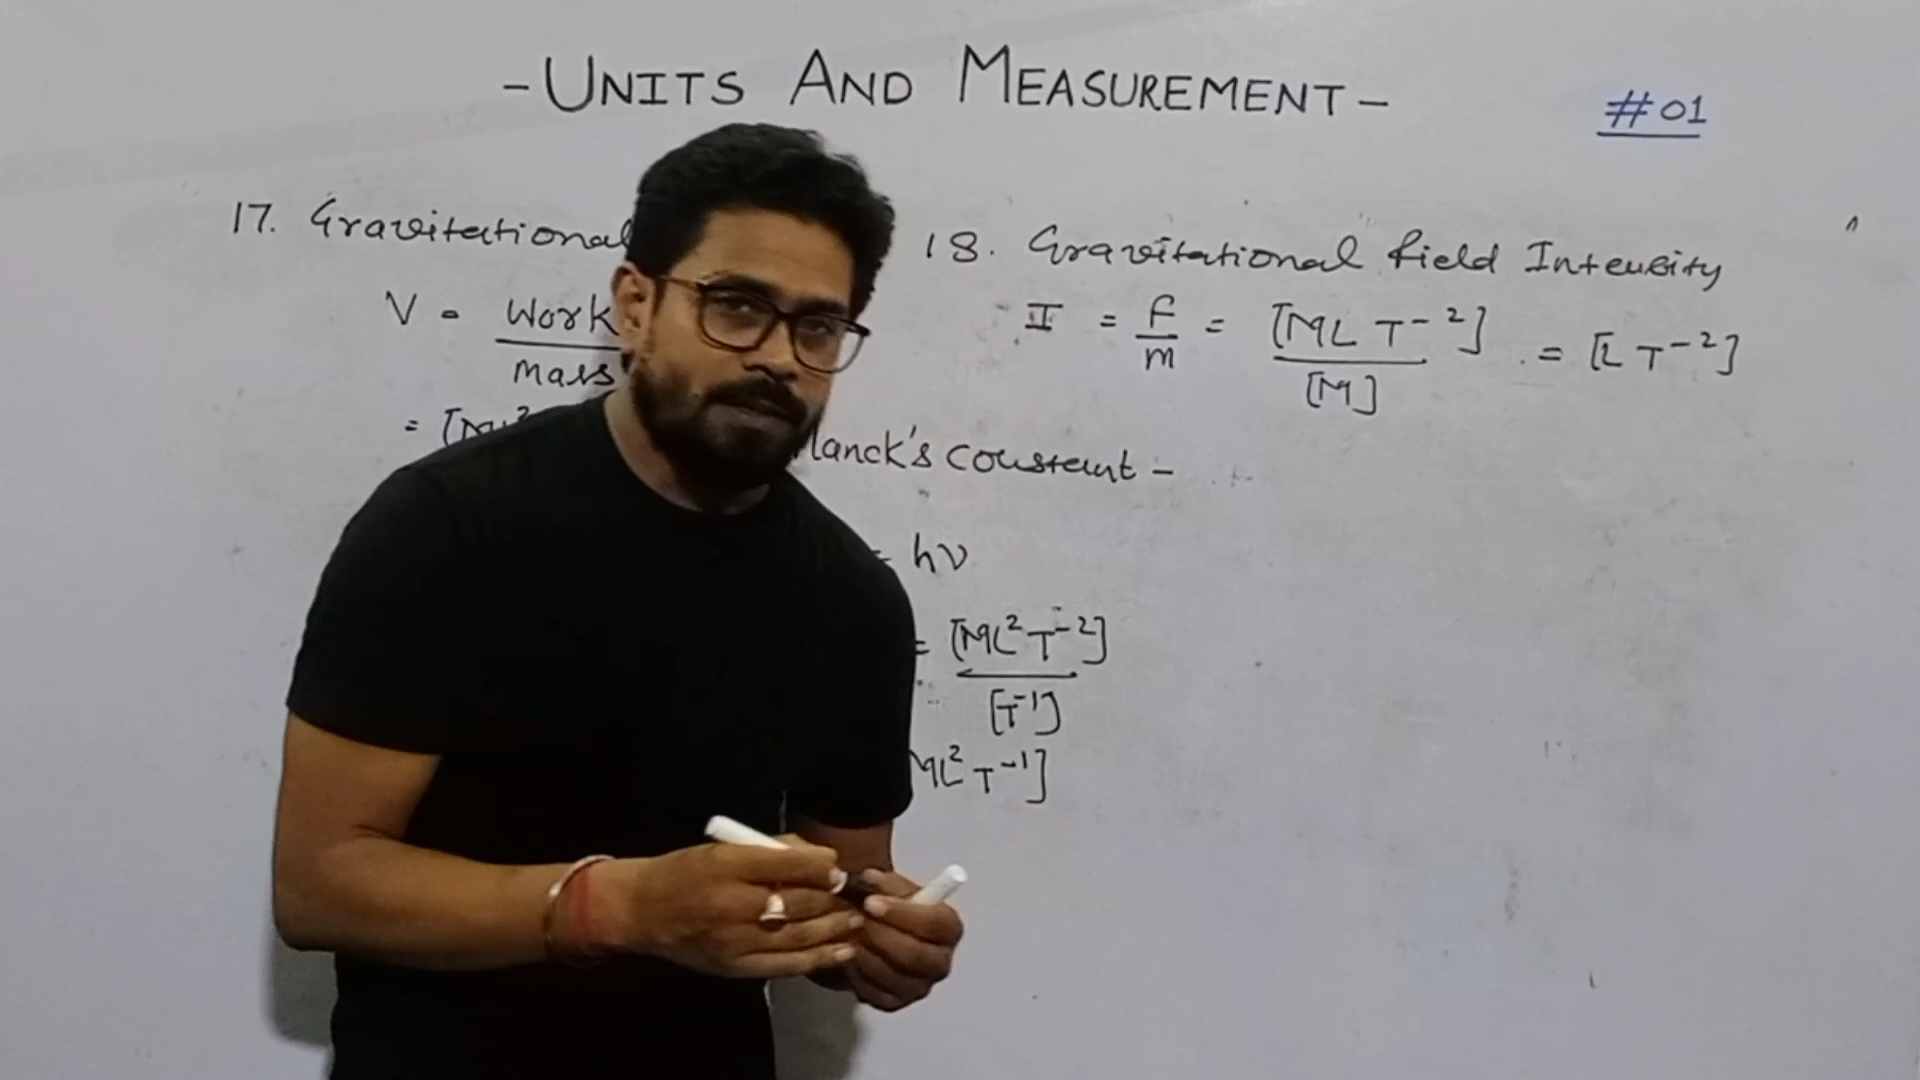 - UNITS AND MEASUREMENT -
#01
17. Gravitational
V = Work
Mass
18. Gravitational field Intensity
I = F/m = [MLT⁻²]/[M] = [LT⁻²]
lanck's constant -
= hν
= [ML²T⁻²]
[T⁻¹]
ML²T⁻¹]